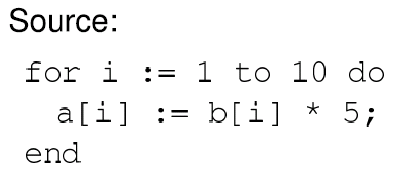 Source:
for i := 1 to 10 do
  a[i] := b[i] * 5;
end